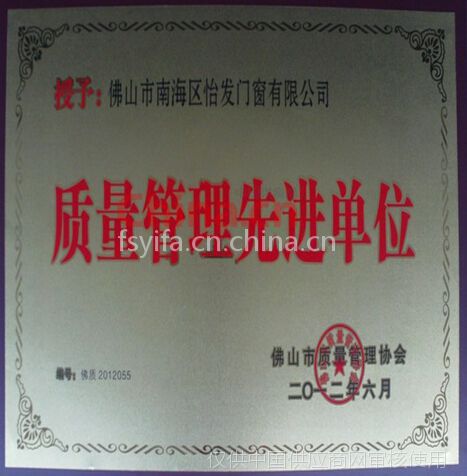 授予：佛山市南海区怡发门窗有限公司
质量管理先进单位
fsyifa.cn.china.cn
佛山市质量管理协会
编号：佛质 2012055
二〇一二年六月
仅供中国供应商网审核使用